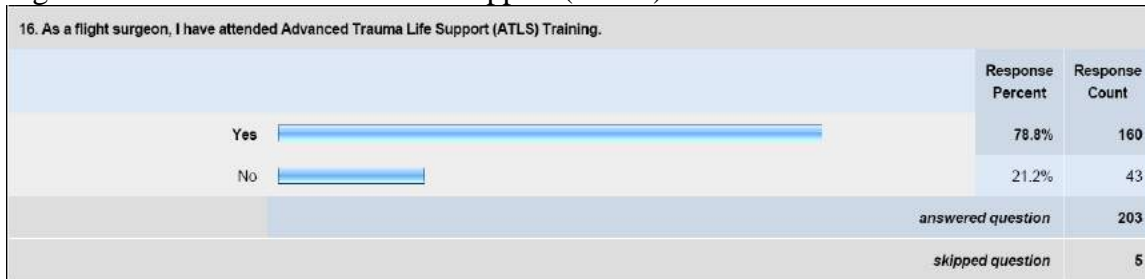 16. As a flight surgeon, I have attended Advanced Trauma Life Support (ATLS) Training.
Response Percent Response Count
Yes 78.8% 160
No 21.2% 43
answered question 203
skipped question 5